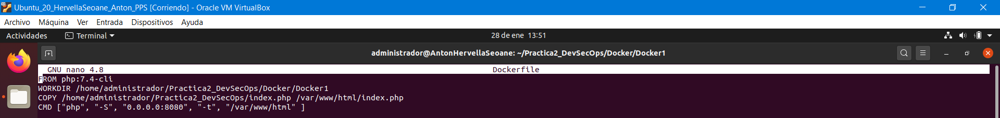 Ubuntu_20_HervellaSeoane_Anton_PPS [Corriendo] - Oracle VM VirtualBox
Archivo Máquina Ver Entrada Dispositivos Ayuda
Actividades Terminal 28 de ene 13:51
administrador@AntonHervellaSeoane: ~/Practica2_DevSecOps/Docker/Docker1
GNU nano 4.8 Dockerfile
FROM php:7.4-cli
WORKDIR /home/administrador/Practica2_DevSecOps/Docker/Docker1
COPY /home/administrador/Practica2_DevSecOps/index.php /var/www/html/index.php
CMD ["php", "-S", "0.0.0.0:8080", "-t", "/var/www/html" ]